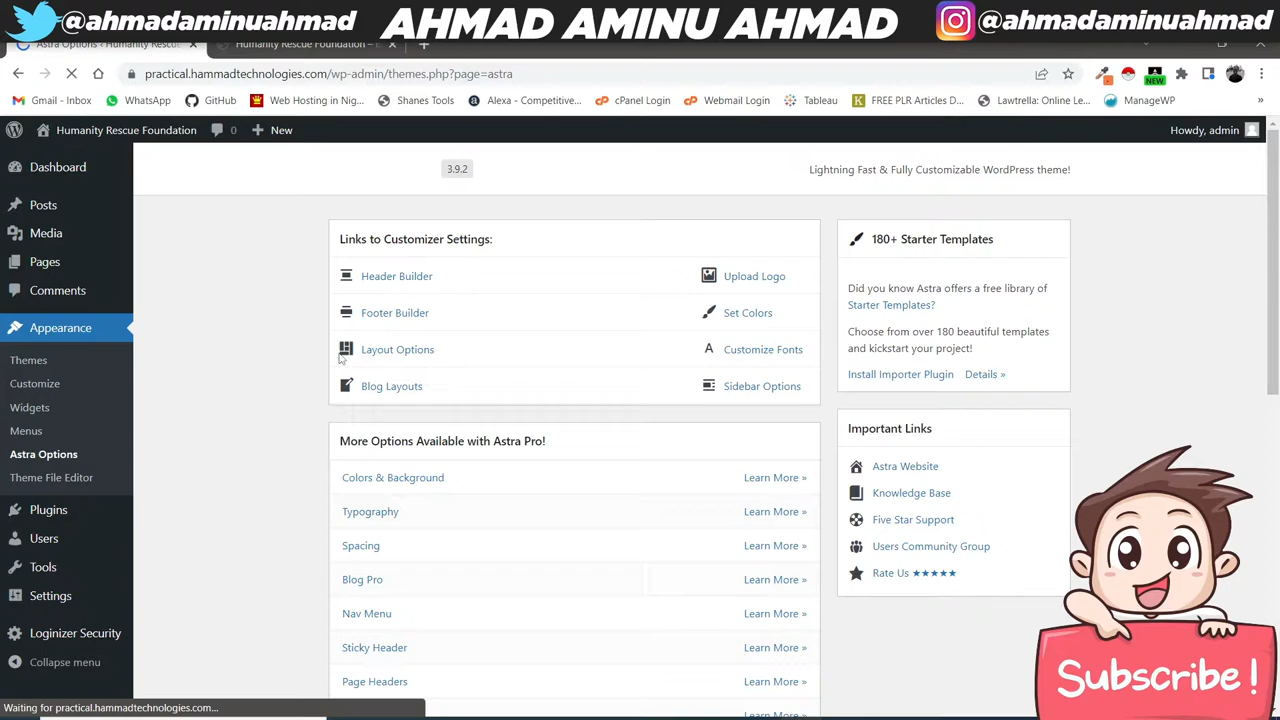 @ahmadaminuahmad
AHMAD AMINU AHMAD
@ahmadaminuahmad
Astra Options ‹ Humanity Rescue
Humanity Rescue Foundation –
practical.hammadtechnologies.com/wp-admin/themes.php?page=astra
NEW
Gmail - Inbox
WhatsApp
GitHub
Web Hosting in Nig...
Shanes Tools
Alexa - Competitive...
cPanel Login
Webmail Login
Tableau
FREE PLR Articles D...
Lawtrella: Online Le...
ManageWP
»
Humanity Rescue Foundation
0
New
Howdy, admin
Dashboard
Posts
Media
Pages
Comments
Appearance
Themes
Customize
Widgets
Menus
Astra Options
Theme File Editor
Plugins
Users
Tools
Settings
Loginizer Security
Collapse menu
3.9.2
Lightning Fast & Fully Customizable WordPress theme!
Links to Customizer Settings:
Header Builder
Upload Logo
Footer Builder
Set Colors
Layout Options
Customize Fonts
Blog Layouts
Sidebar Options
More Options Available with Astra Pro!
Colors & Background
Learn More »
Typography
Learn More »
Spacing
Learn More »
Blog Pro
Learn More »
Nav Menu
Learn More »
Sticky Header
Learn More »
Page Headers
Learn More »
180+ Starter Templates
Did you know Astra offers a free library of
Starter Templates?
Choose from over 180 beautiful templates
and kickstart your project!
Install Importer Plugin
Details »
Important Links
Astra Website
Knowledge Base
Five Star Support
Users Community Group
Rate Us ★★★★★
Subscribe !
Waiting for practical.hammadtechnologies.com...